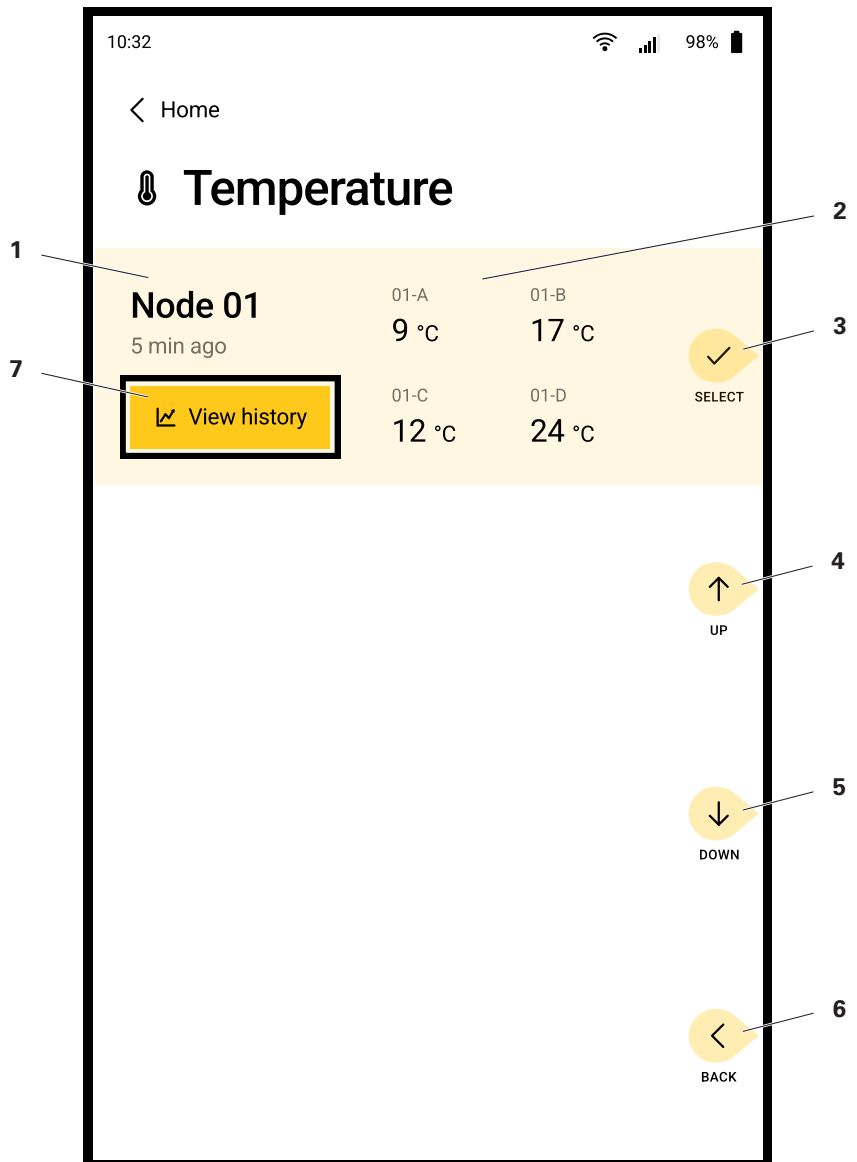 10:32 98%
Home
Temperature
1
2
Node 01
5 min ago
01-A 01-B
9 °C 17 °C
3
SELECT
7
View history
01-C 01-D
12 °C 24 °C
4
UP
5
DOWN
6
BACK